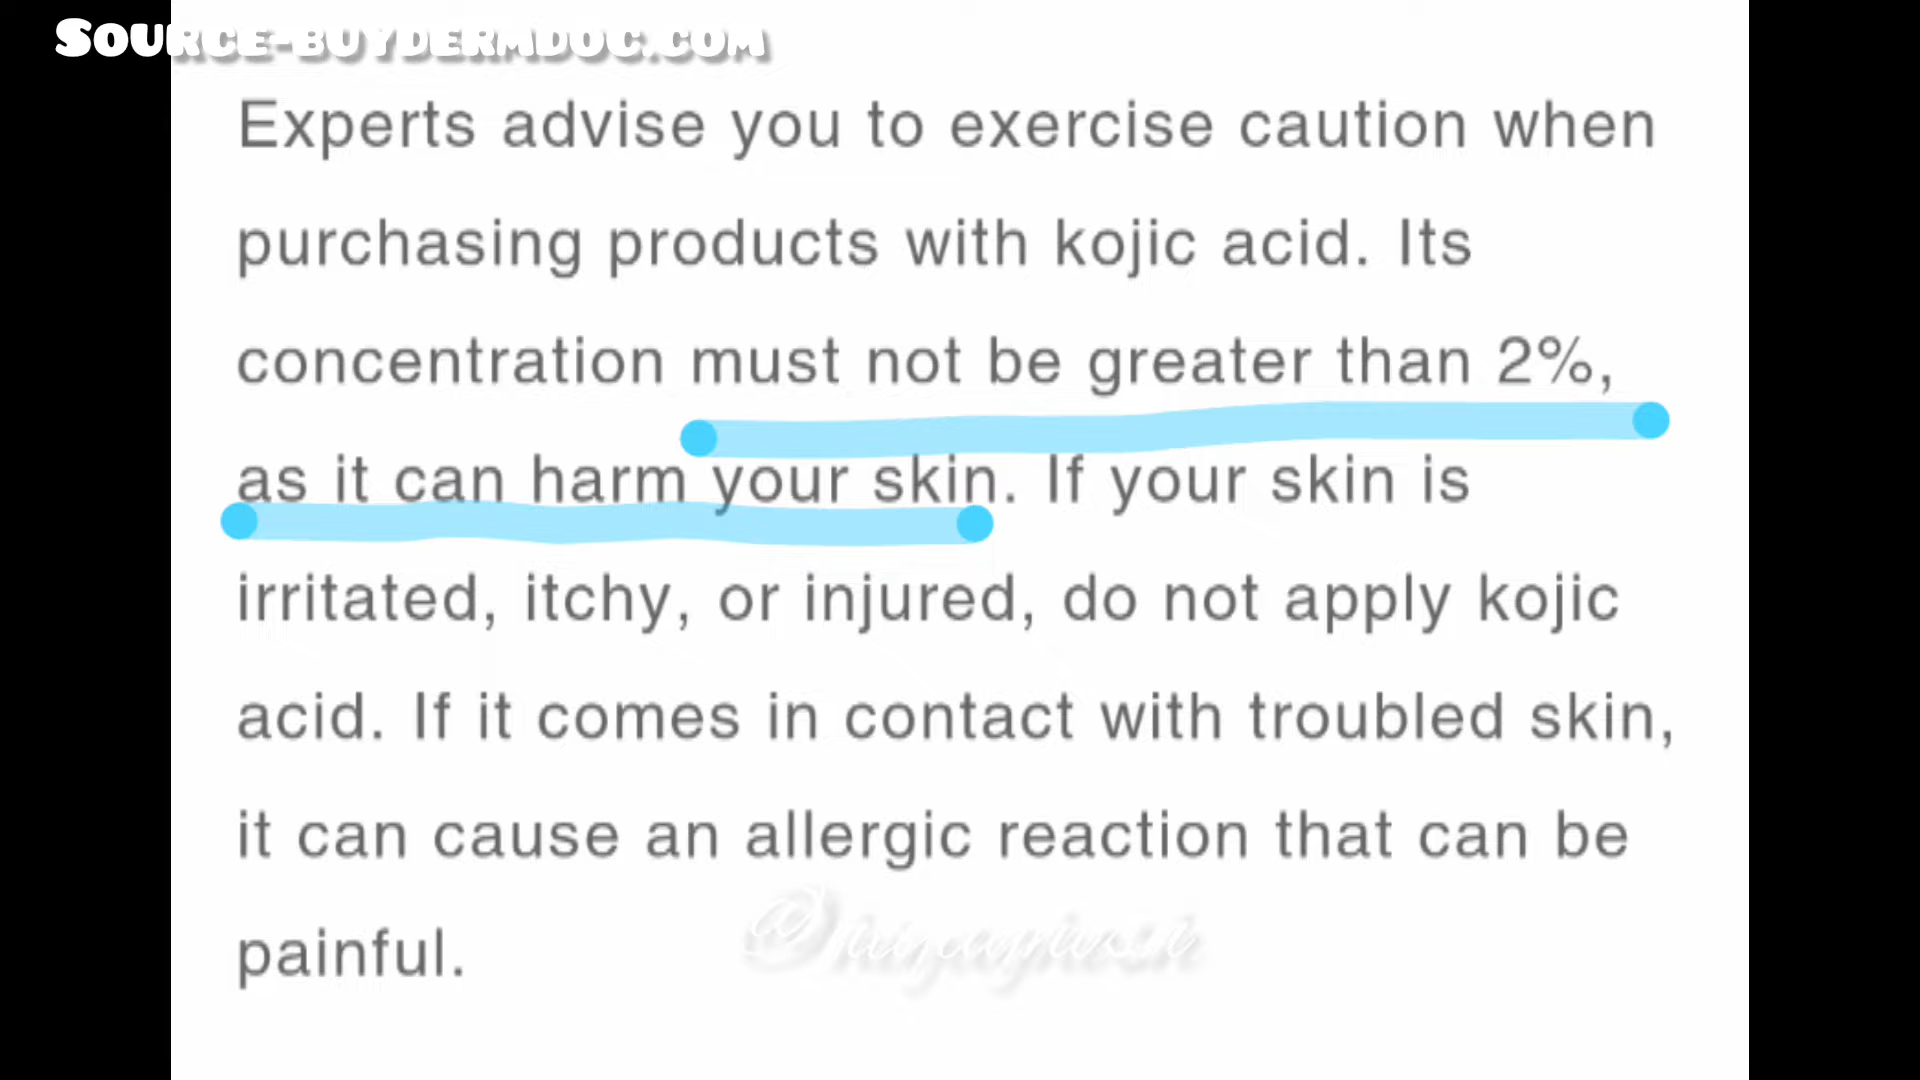 Source-buydermdoc.com
Experts advise you to exercise caution when
purchasing products with kojic acid. Its
concentration must not be greater than 2%,
as it can harm your skin. If your skin is
irritated, itchy, or injured, do not apply kojic
acid. If it comes in contact with troubled skin,
it can cause an allergic reaction that can be
painful.